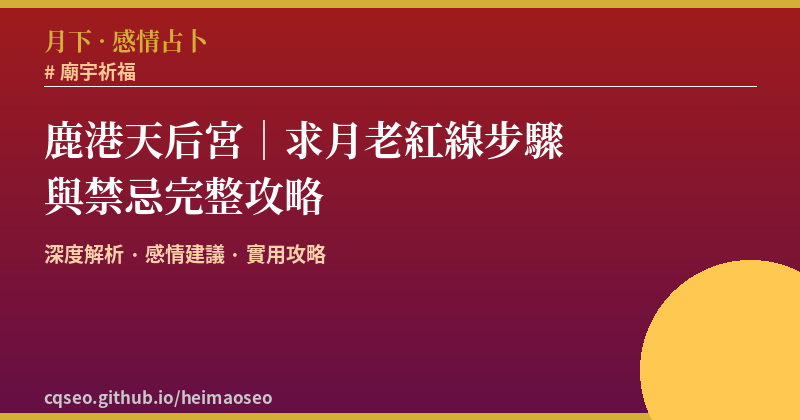 月下 · 感情占卜
# 廟宇祈福
鹿港天后宮｜求月老紅線步驟
與禁忌完整攻略
深度解析 · 感情建議 · 實用攻略
cqseo.github.io/heimaoseo